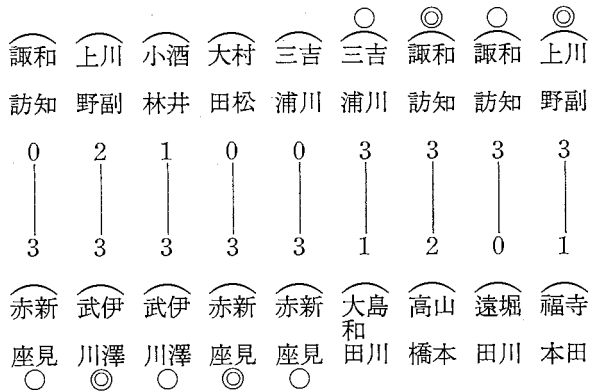 ◎ 川副 上野 3 — 1 寺本 福田
○ 和知 諏訪 3 — 0 堀川 遠田
◎ 和知 諏訪 3 — 2 山本 高橋
○ 吉川 三浦 3 — 1 島川 大和田
吉川 三浦 0 — 3 新見 赤座 ○
村松 大田 0 — 3 新見 赤座 ◎
酒井 小林 1 — 3 伊澤 武川 ○
川副 上野 2 — 3 伊澤 武川 ◎
和知 諏訪 0 — 3 新見 赤座 ○